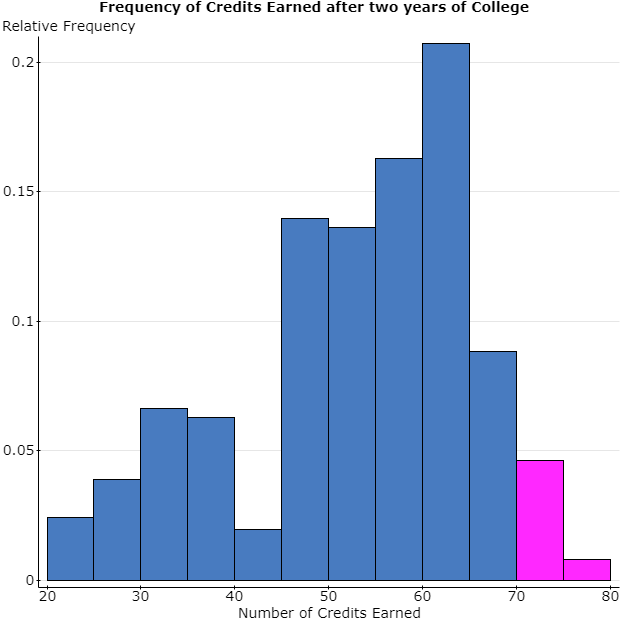 Frequency of Credits Earned after two years of College
Relative Frequency
0.2
0.15
0.1
0.05
0
20 30 40 50 60 70 80
Number of Credits Earned